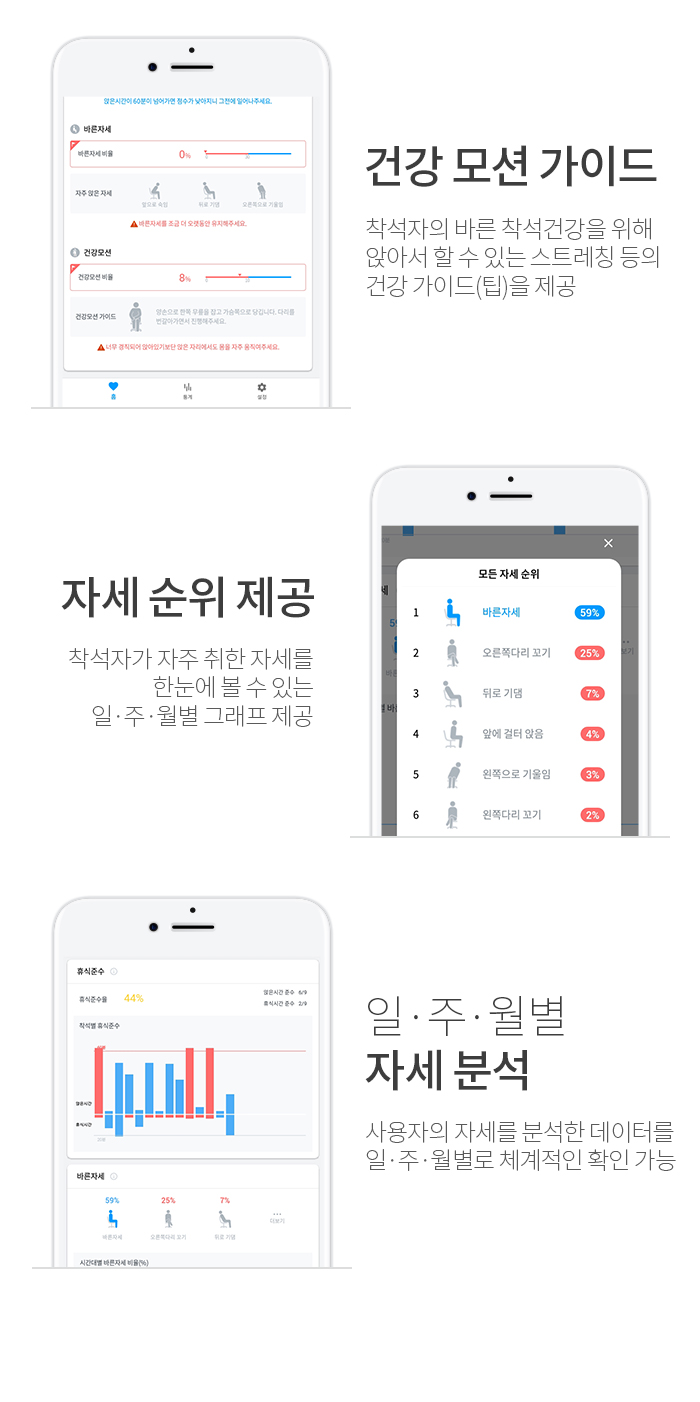 앉은시간이 60분이 넘어가면 점수가 낮아지니 그전에 일어나주세요.
바른자세
바른자세 비율
0%
자주 앉은 자세
앞으로 숙임
뒤로 기댐
오른쪽으로 기울임
바른자세를 조금 더 오랫동안 유지해주세요.
건강모션
건강모션 비율
8%
건강모션 가이드
양손으로 한쪽 무릎을 잡고 가슴쪽으로 당깁니다. 다리를
번갈아가면서 진행해주세요.
너무 경직되어 앉아있기보단 앉은 자리에서도 몸을 자주 움직여주세요.
홈
통계
설정
건강 모션 가이드
착석자의 바른 착석건강을 위해
앉아서 할 수 있는 스트레칭 등의
건강 가이드(팁)을 제공
자세 순위 제공
착석자가 자주 취한 자세를
한눈에 볼 수 있는
일·주·월별 그래프 제공
모든 자세 순위
1 바른자세 59%
2 오른쪽다리 꼬기 25%
3 뒤로 기댐 7%
4 앞에 걸터 앉음 4%
5 왼쪽으로 기울임 3%
6 왼쪽다리 꼬기 2%
휴식준수
휴식준수율 44%
앉은시간 준수 6/9
휴식시간 준수 2/9
착석별 휴식준수
앉은시간
휴식시간
바른자세
59% 25% 7%
바른자세 오른쪽다리 꼬기 뒤로 기댐 더보기
시간대별 바른자세 비율(%)
일·주·월별
자세 분석
사용자의 자세를 분석한 데이터를
일·주·월별로 체계적인 확인 가능